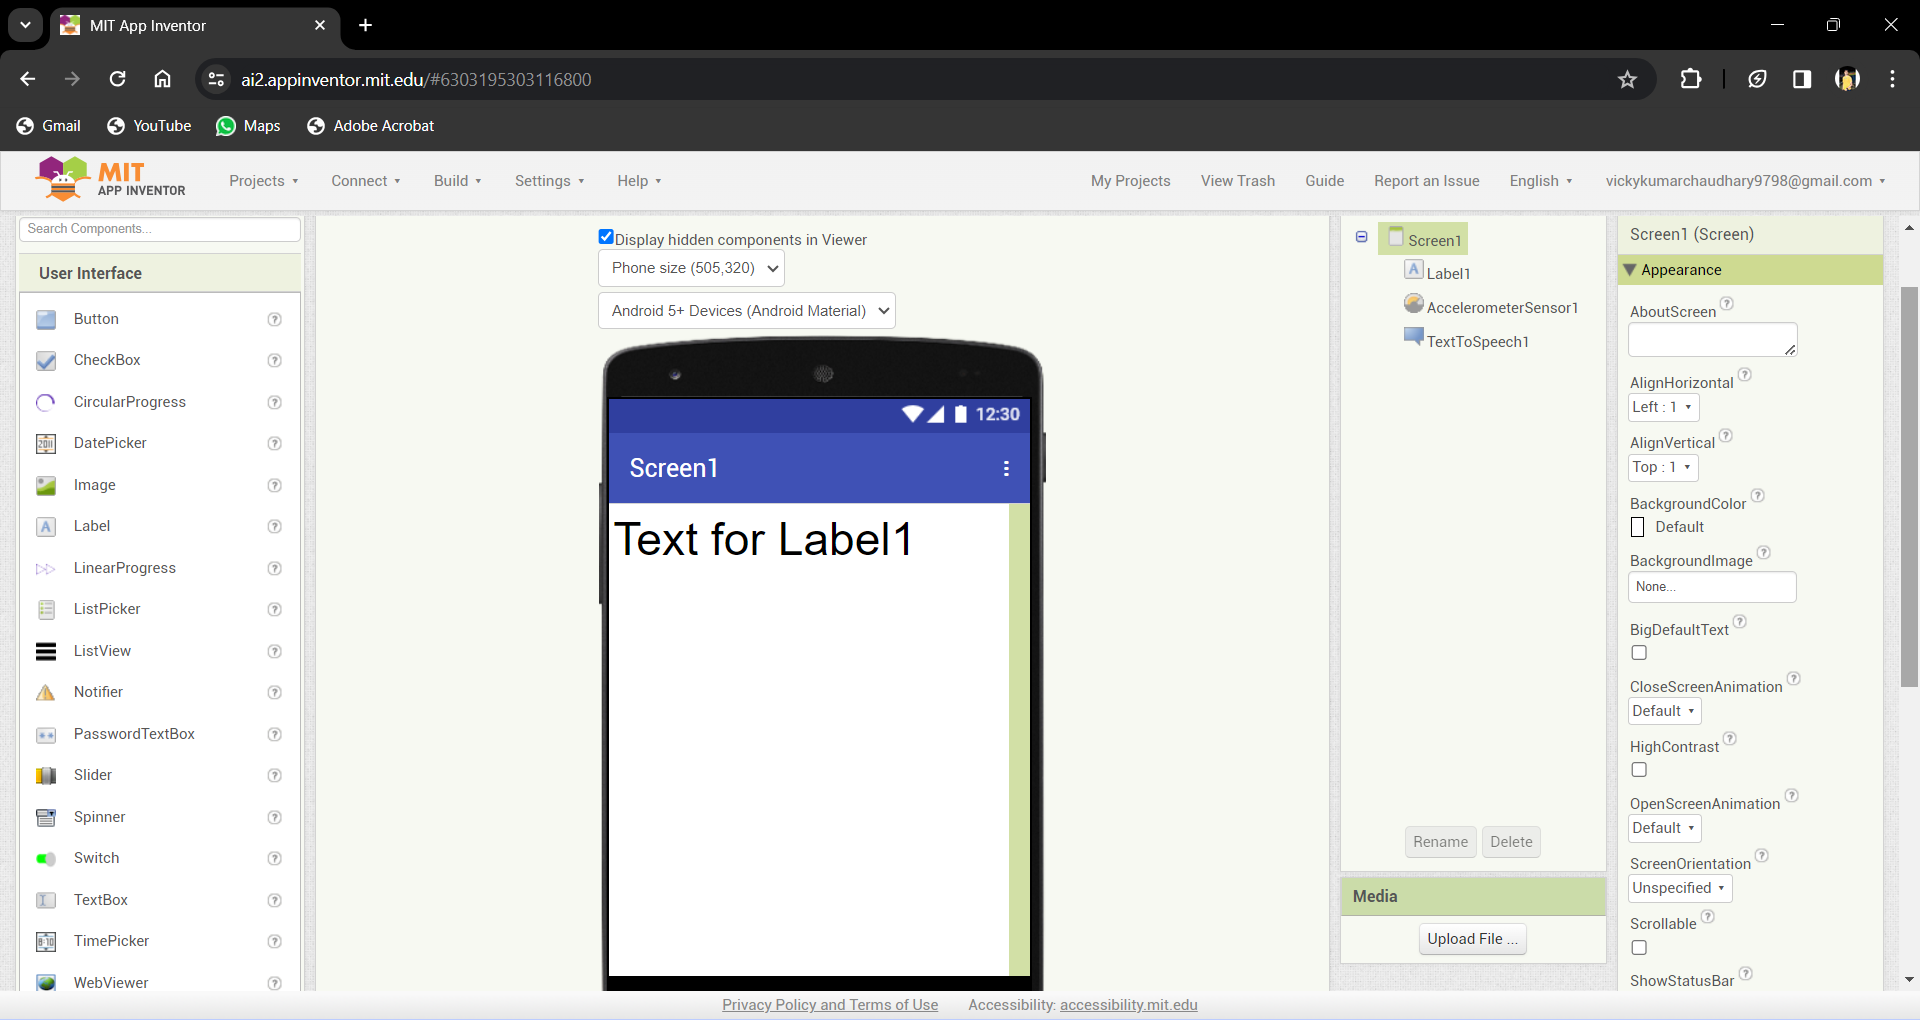 MIT App Inventor
ai2.appinventor.mit.edu/#6303195303116800
Gmail YouTube Maps Adobe Acrobat
MIT
APP INVENTOR
Projects Connect Build Settings Help My Projects View Trash Guide Report an Issue English vickykumarchaudhary9798@gmail.com
Search Components...
User Interface
Button
CheckBox
CircularProgress
DatePicker
Image
Label
LinearProgress
ListPicker
ListView
Notifier
PasswordTextBox
Slider
Spinner
Switch
TextBox
TimePicker
WebViewer
Display hidden components in Viewer
Phone size (505,320)
Android 5+ Devices (Android Material)
12:30
Screen1
Text for Label1
Screen1
Label1
AccelerometerSensor1
TextToSpeech1
Rename Delete
Media
Upload File ...
Screen1 (Screen)
Appearance
AboutScreen
AlignHorizontal
Left : 1
AlignVertical
Top : 1
BackgroundColor
Default
BackgroundImage
None...
BigDefaultText
CloseScreenAnimation
Default
HighContrast
OpenScreenAnimation
Default
ScreenOrientation
Unspecified
Scrollable
ShowStatusBar
Privacy Policy and Terms of Use Accessibility: accessibility.mit.edu